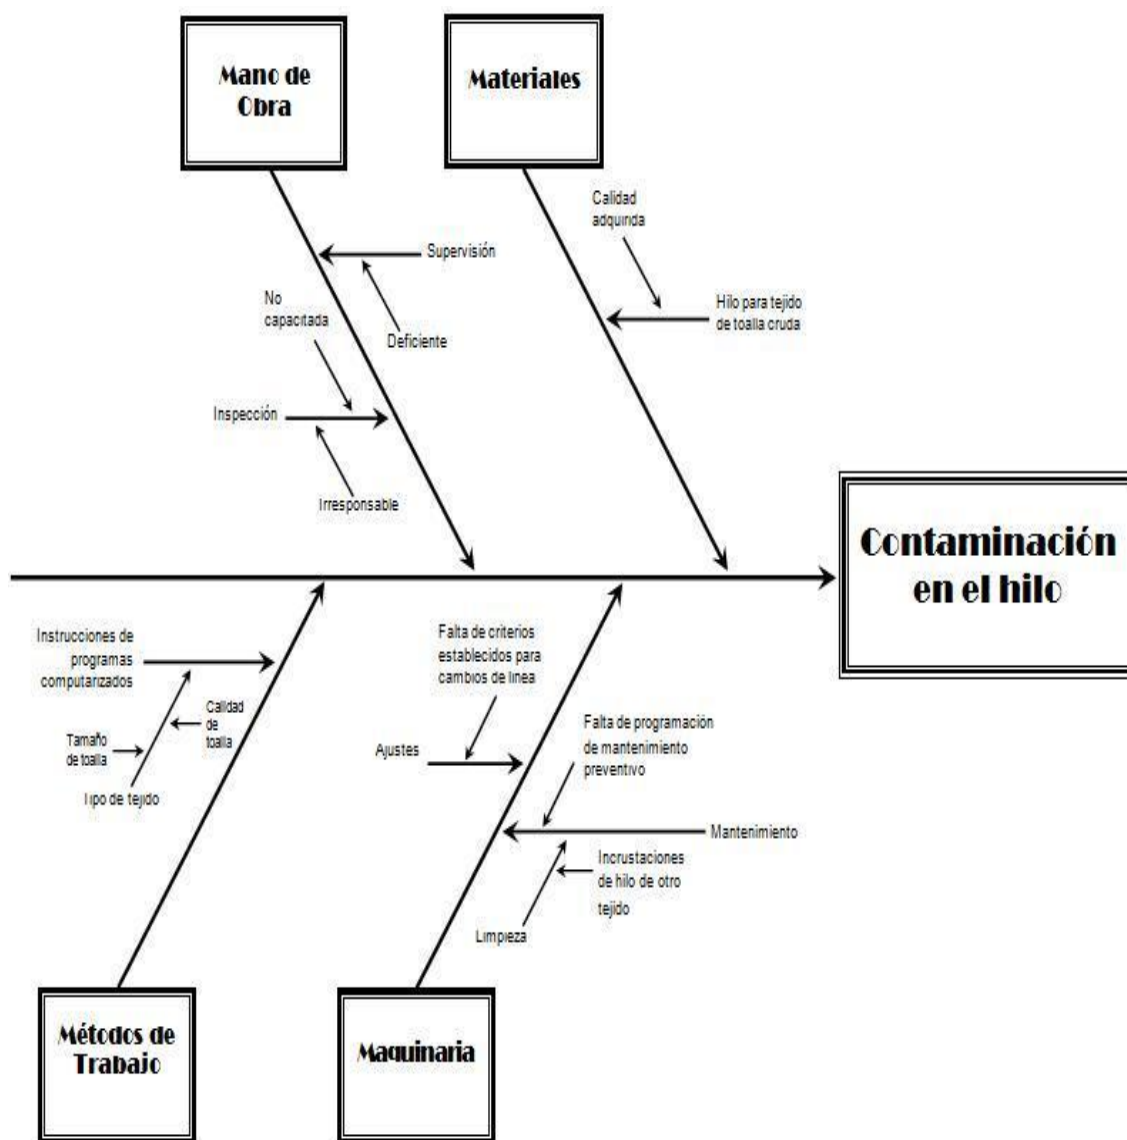 Mano de
Obra
Materiales
Calidad
adquirida
Supervisión
No
capacitada
Hilo para tejido
de toalla cruda
Deficiente
Inspección
Irresponsable
Contaminación
en el hilo
Instrucciones de
programas
computarizados
Falta de criterios
establecidos para
cambios de línea
Calidad
de
toalla
Tamaño
de toalla
Tipo de tejido
Ajustes
Falta de programación
de mantenimiento
preventivo
Mantenimiento
Incrustaciones
de hilo de otro
tejido
Limpieza
Métodos de
Trabajo
Maquinaria